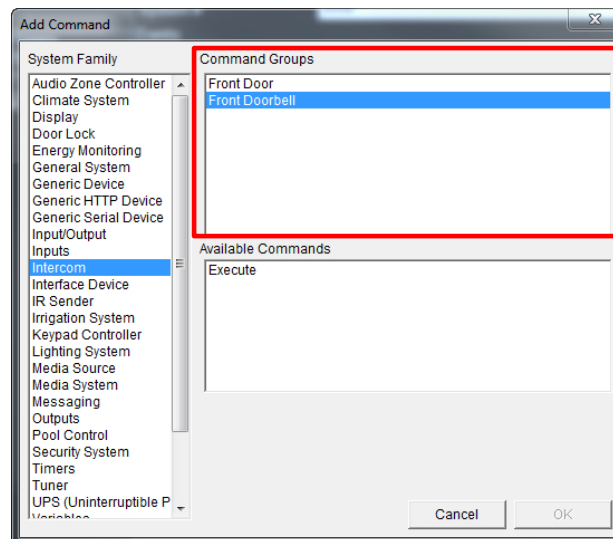 Add Command
System Family
Audio Zone Controller
Climate System
Display
Door Lock
Energy Monitoring
General System
Generic Device
Generic HTTP Device
Generic Serial Device
Input/Output
Inputs
Intercom
Interface Device
IR Sender
Irrigation System
Keypad Controller
Lighting System
Media Source
Media System
Messaging
Outputs
Pool Control
Security System
Timers
Tuner
UPS (Uninterruptible P
Command Groups
Front Door
Front Doorbell
Available Commands
Execute
Cancel
OK